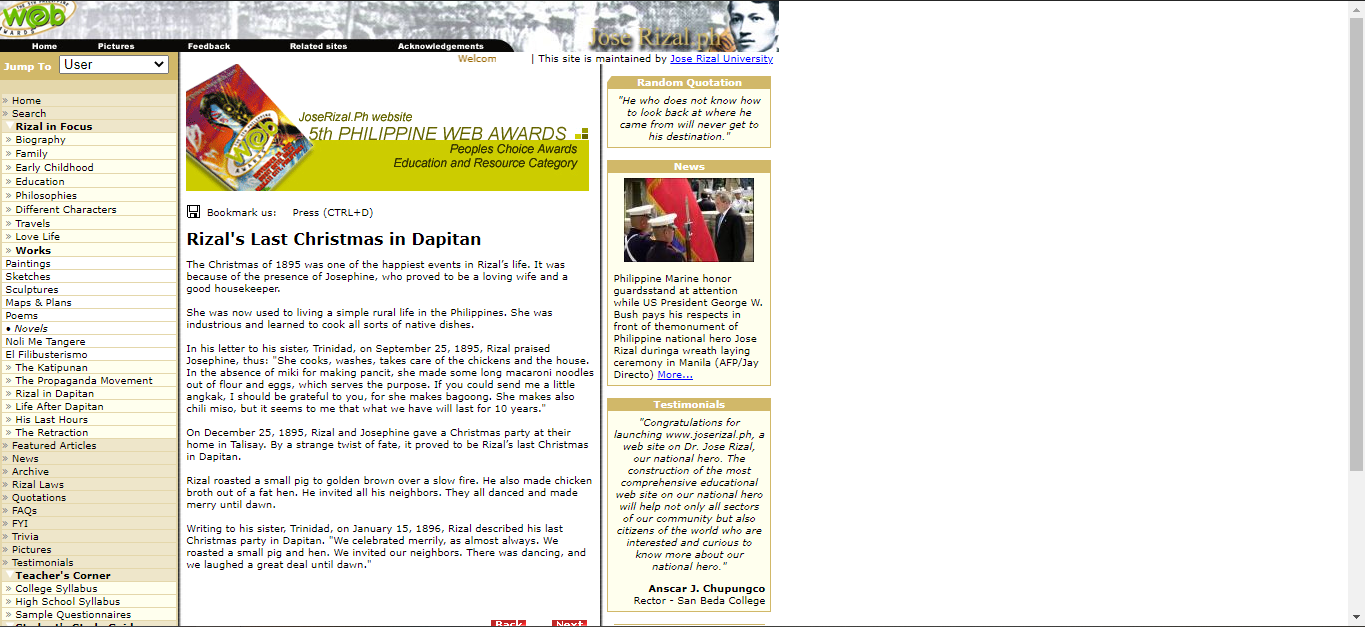 web
AWARDS
Jose Rizal.ph
Home Pictures Feedback Related sites Acknowledgements
Jump To User
Welcom | This site is maintained by Jose Rizal University
» Home
» Search
Rizal in Focus
» Biography
» Family
» Early Childhood
» Education
» Philosophies
» Different Characters
» Travels
» Love Life
» Works
Paintings
Sketches
Sculptures
Maps & Plans
Poems
• Novels
Noli Me Tangere
El Filibusterismo
» The Katipunan
» The Propaganda Movement
» Rizal in Dapitan
» Life After Dapitan
» His Last Hours
» The Retraction
» Featured Articles
» News
» Archive
» Rizal Laws
» Quotations
» FAQs
» FYI
» Trivia
» Pictures
» Testimonials
Teacher's Corner
» College Syllabus
» High School Syllabus
» Sample Questionnaires
web
JoseRizal.Ph website
5th PHILIPPINE WEB AWARDS
Peoples Choice Awards
Education and Resource Category
Bookmark us: Press (CTRL+D)
Rizal's Last Christmas in Dapitan
The Christmas of 1895 was one of the happiest events in Rizal’s life. It was
because of the presence of Josephine, who proved to be a loving wife and a
good housekeeper.
She was now used to living a simple rural life in the Philippines. She was
industrious and learned to cook all sorts of native dishes.
In his letter to his sister, Trinidad, on September 25, 1895, Rizal praised
Josephine, thus: "She cooks, washes, takes care of the chickens and the house.
In the absence of miki for making pancit, she made some long macaroni noodles
out of flour and eggs, which serves the purpose. If you could send me a little
angkak, I should be grateful to you, for she makes bagoong. She makes also
chili miso, but it seems to me that what we have will last for 10 years."
On December 25, 1895, Rizal and Josephine gave a Christmas party at their
home in Talisay. By a strange twist of fate, it proved to be Rizal’s last Christmas
in Dapitan.
Rizal roasted a small pig to golden brown over a slow fire. He also made chicken
broth out of a fat hen. He invited all his neighbors. They all danced and made
merry until dawn.
Writing to his sister, Trinidad, on January 15, 1896, Rizal described his last
Christmas party in Dapitan. "We celebrated merrily, as almost always. We
roasted a small pig and hen. We invited our neighbors. There was dancing, and
we laughed a great deal until dawn."
Back Next
Random Quotation
"He who does not know how
to look back at where he
came from will never get to
his destination."
News
Philippine Marine honor
guardsstand at attention
while US President George W.
Bush pays his respects in
front of themonument of
Philippine national hero Jose
Rizal duringa wreath laying
ceremony in Manila (AFP/Jay
Directo) More...
Testimonials
"Congratulations for
launching www.joserizal.ph, a
web site on Dr. Jose Rizal,
our national hero. The
construction of the most
comprehensive educational
web site on our national hero
will help not only all sectors
of our community but also
citizens of the world who are
interested and curious to
know more about our
national hero."
Anscar J. Chupungco
Rector - San Beda College